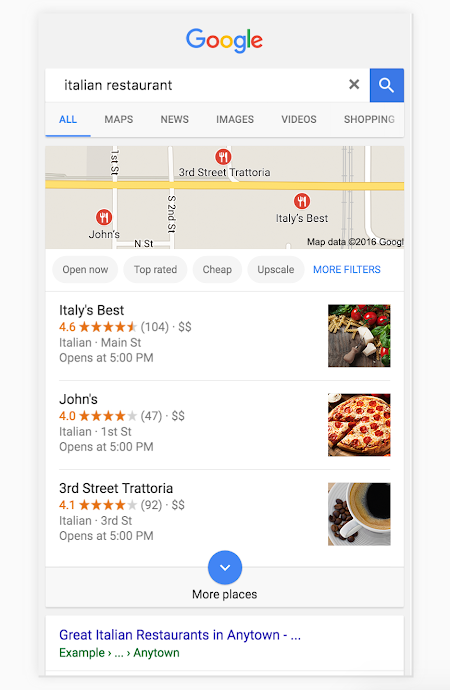 Google
italian restaurant
ALL MAPS NEWS IMAGES VIDEOS SHOPPING
1st St
S 2nd St
3rd Street Trattoria
Italy's Best
John's
N St
Map data ©2016 Googl
Open now Top rated Cheap Upscale MORE FILTERS
Italy's Best
4.6 (104) · $$
Italian · Main St
Opens at 5:00 PM
John's
4.0 (47) · $$
Italian · 1st St
Opens at 5:00 PM
3rd Street Trattoria
4.1 (92) · $$
Italian · 3rd St
Opens at 5:00 PM
More places
Great Italian Restaurants in Anytown - ...
Example › ... › Anytown